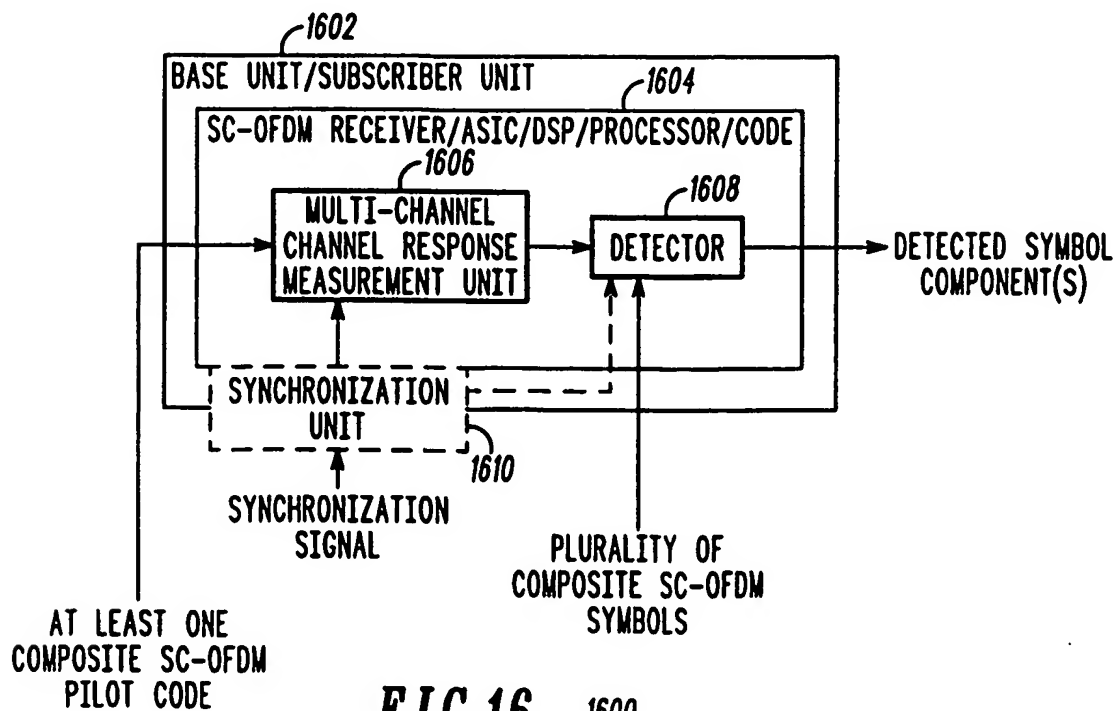 1602
BASE UNIT/SUBSCRIBER UNIT
1604
SC-OFDM RECEIVER/ASIC/DSP/PROCESSOR/CODE
1606
MULTI-CHANNEL
CHANNEL RESPONSE
MEASUREMENT UNIT
1608
DETECTOR
DETECTED SYMBOL
COMPONENT(S)
SYNCHRONIZATION
UNIT
1610
SYNCHRONIZATION
SIGNAL
PLURALITY OF
COMPOSITE SC-OFDM
SYMBOLS
AT LEAST ONE
COMPOSITE SC-OFDM
PILOT CODE
FIG.16
1600